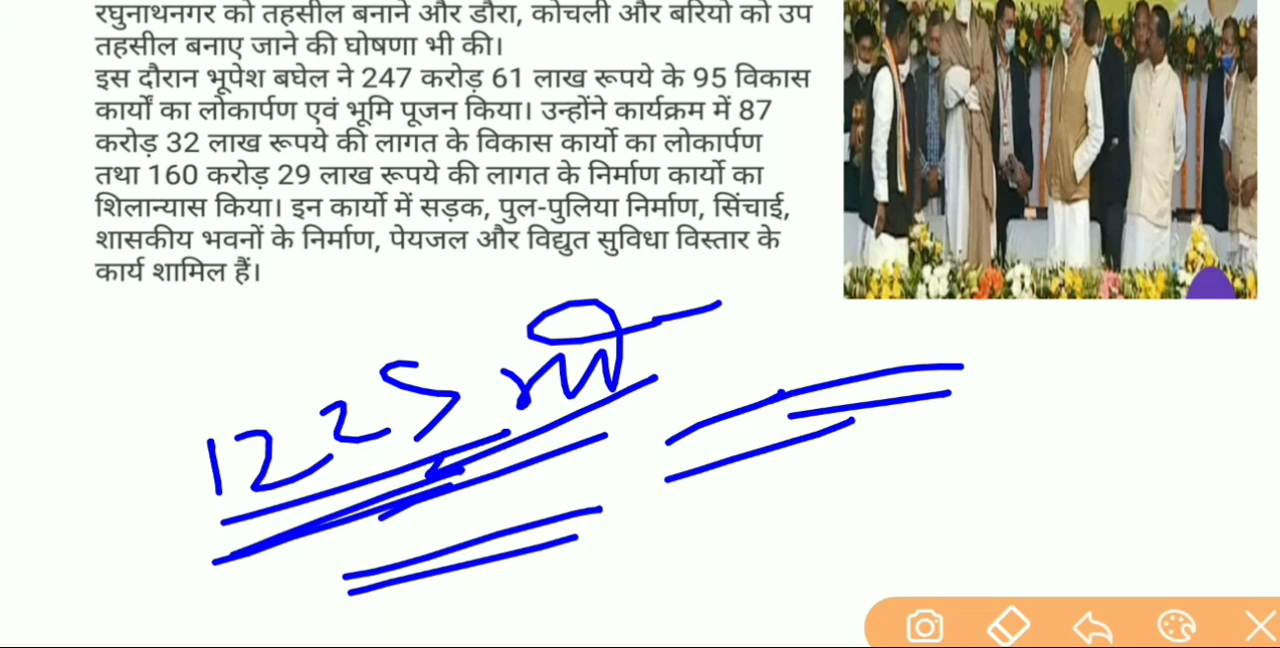 रघुनाथनगर को तहसील बनाने और डौरा, कोचली और बरियो को उप
तहसील बनाए जाने की घोषणा भी की।
इस दौरान भूपेश बघेल ने 247 करोड़ 61 लाख रूपये के 95 विकास
कार्यों का लोकार्पण एवं भूमि पूजन किया। उन्होंने कार्यक्रम में 87
करोड़ 32 लाख रूपये की लागत के विकास कार्यो का लोकार्पण
तथा 160 करोड़ 29 लाख रूपये की लागत के निर्माण कार्यो का
शिलान्यास किया। इन कार्यो में सड़क, पुल-पुलिया निर्माण, सिंचाई,
शासकीय भवनों के निर्माण, पेयजल और विद्युत सुविधा विस्तार के
कार्य शामिल हैं।
1225